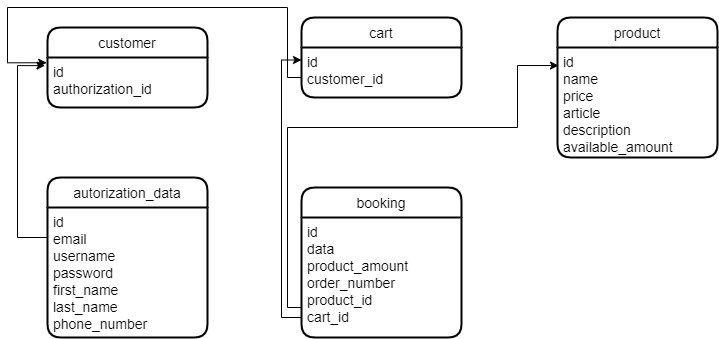 customer
id
authorization_id
cart
id
customer_id
product
id
name
price
article
description
available_amount
autorization_data
id
email
username
password
first_name
last_name
phone_number
booking
id
data
product_amount
order_number
product_id
cart_id